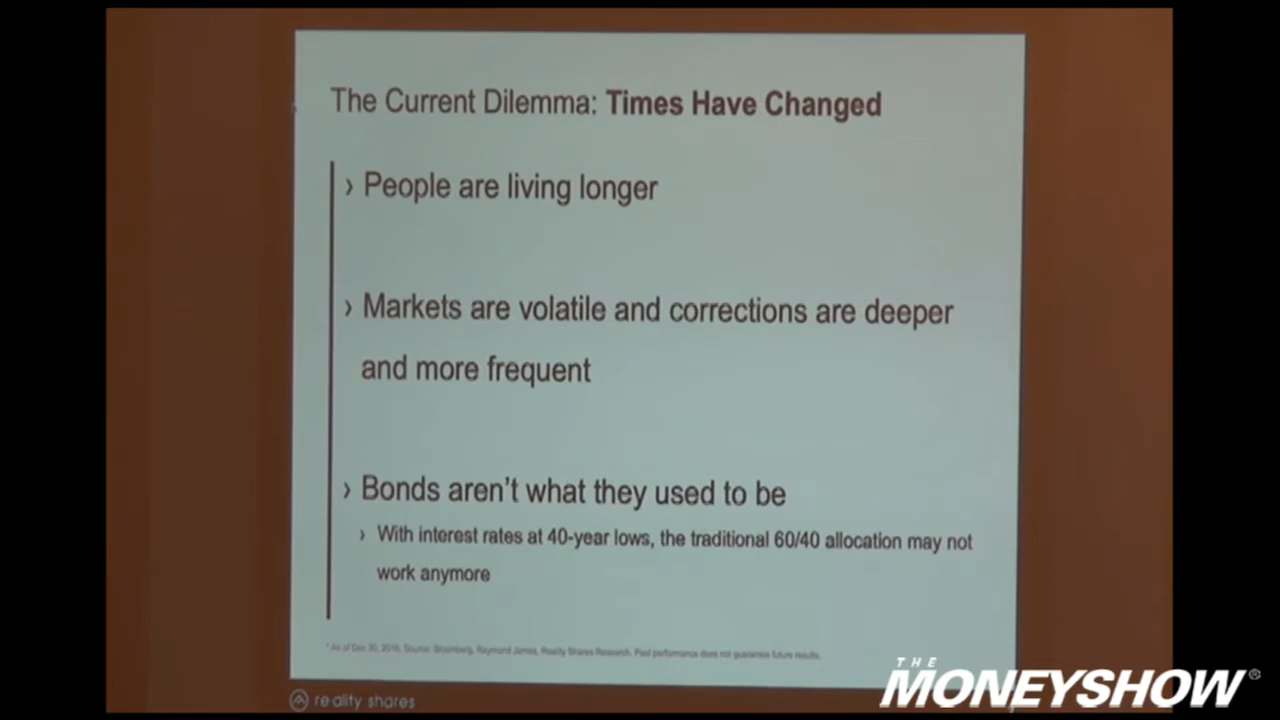 The Current Dilemma: Times Have Changed
› People are living longer
› Markets are volatile and corrections are deeper
and more frequent
› Bonds aren't what they used to be
› With interest rates at 40-year lows, the traditional 60/40 allocation may not
work anymore
* As of Dec 30, 2016. Source: Bloomberg, Raymond James, Reality Shares Research. Past performance does not guarantee future results.
reality shares
THE
MONEYSHOW®